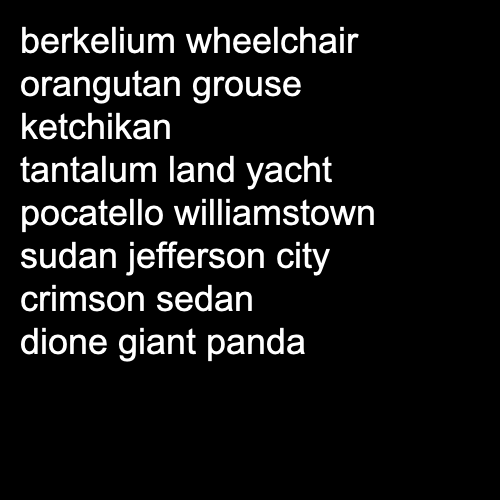 berkelium wheelchair
orangutan grouse
ketchikan
tantalum land yacht
pocatello williamstown
sudan jefferson city
crimson sedan
dione giant panda